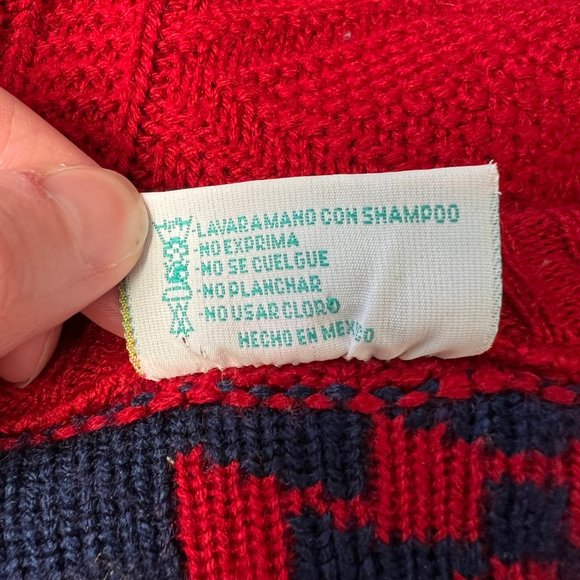 LAVAR A MANO CON SHAMPOO
-NO EXPRIMA
-NO SE CUELGUE
-NO PLANCHAR
-NO USAR CLORO
HECHO EN MEXICO